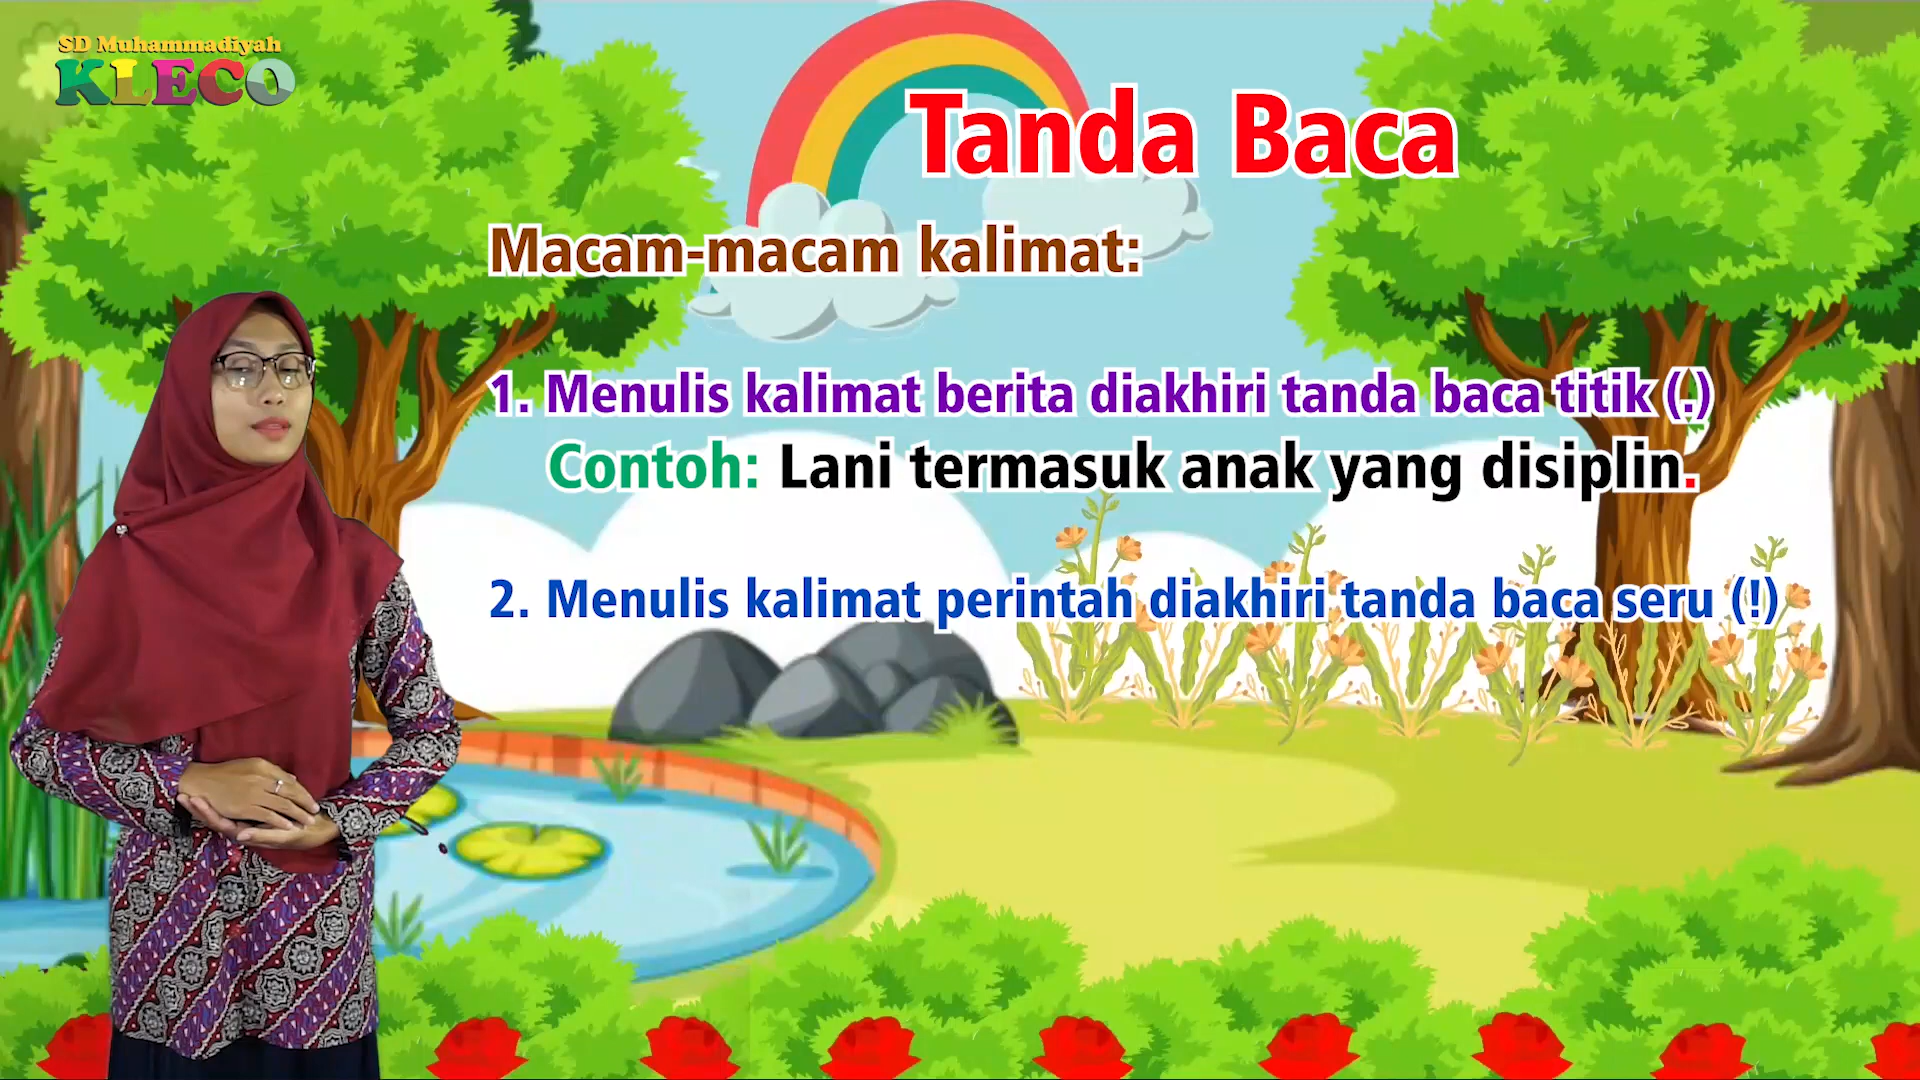 SD Muhammadiyah
KLECO
Tanda Baca
Macam-macam kalimat:
1. Menulis kalimat berita diakhiri tanda baca titik (.)
Contoh: Lani termasuk anak yang disiplin.
2. Menulis kalimat perintah diakhiri tanda baca seru (!)